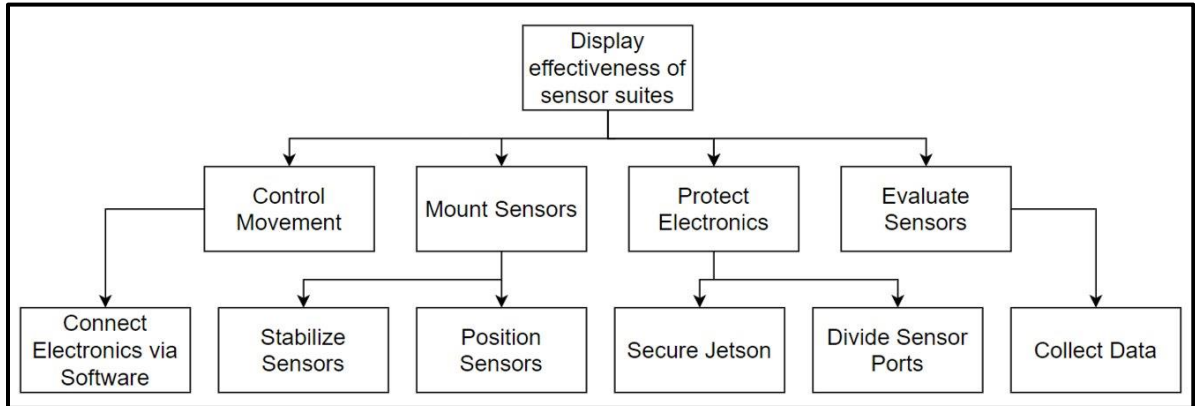 Display
effectiveness of
sensor suites
Control
Movement
Mount Sensors
Protect
Electronics
Evaluate
Sensors
Connect
Electronics via
Software
Stabilize
Sensors
Position
Sensors
Secure Jetson
Divide Sensor
Ports
Collect Data